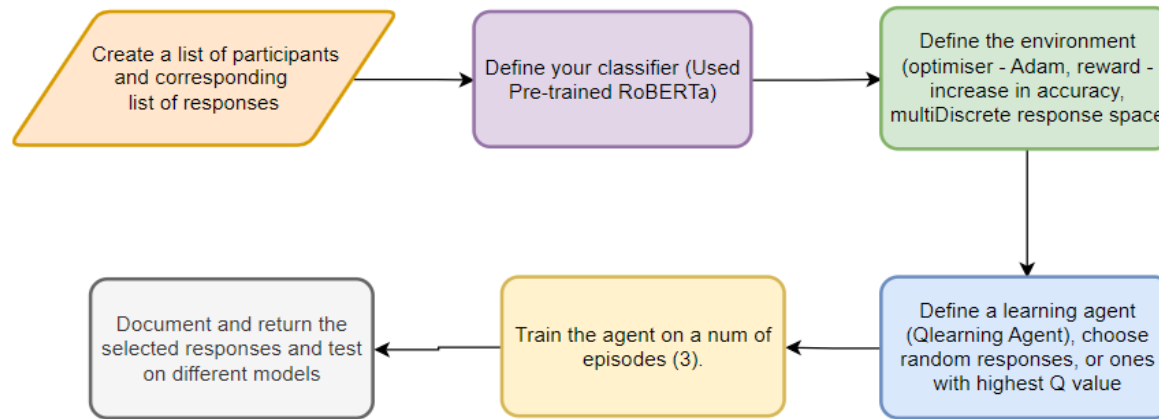 Create a list of participants
and corresponding
list of responses
Define your classifier (Used
Pre-trained RoBERTa)
Define the environment
(optimiser - Adam, reward -
increase in accuracy,
multiDiscrete response space
Define a learning agent
(Qlearning Agent), choose
random responses, or ones
with highest Q value
Train the agent on a num of
episodes (3).
Document and return the
selected responses and test
on different models